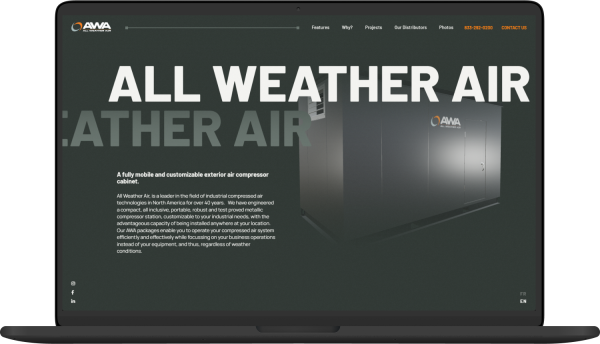 AWA
ALL WEATHER AIR
Features Why? Projects Our Distributors Photos CONTACT US
ALL WEATHER AIR
EATHER AIR
AWA
ALL WEATHER AIR
A fully mobile and customizable exterior air compressor
cabinet.
All Weather Air, is a leader in the field of industrial compressed air
technologies in North America for over 40 years. We have engineered
a compact, all inclusive, portable, robust and test proved metallic
compressor station, customizable to your industrial needs, with the
advantageous capacity of being installed anywhere at your location.
Our AWA packages enable you to operate your compressed air system
efficiently and effectively while focussing on your business operations
instead of your equipment, and thus, regardless of weather
conditions.
FR
EN